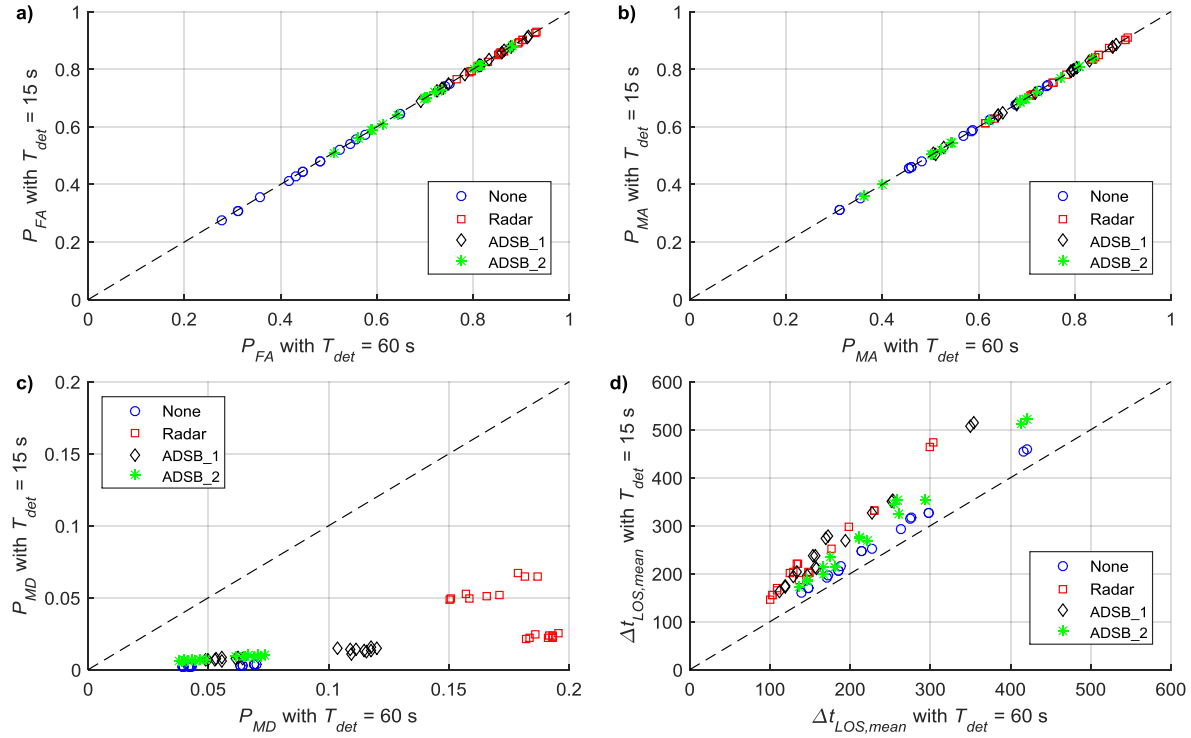 a)
1
0.8
0.6
0.4
0.2
0
P_FA with T_det = 15 s
None
Radar
ADSB_1
ADSB_2
0 0.2 0.4 0.6 0.8 1
P_FA with T_det = 60 s
b)
1
0.8
0.6
0.4
0.2
0
P_MA with T_det = 15 s
None
Radar
ADSB_1
ADSB_2
0 0.2 0.4 0.6 0.8 1
P_MA with T_det = 60 s
c)
0.2
0.15
0.1
0.05
0
P_MD with T_det = 15 s
None
Radar
ADSB_1
ADSB_2
0 0.05 0.1 0.15 0.2
P_MD with T_det = 60 s
d)
600
500
400
300
200
100
0
Δt_LOS,mean with T_det = 15 s
None
Radar
ADSB_1
ADSB_2
0 100 200 300 400 500 600
Δt_LOS,mean with T_det = 60 s